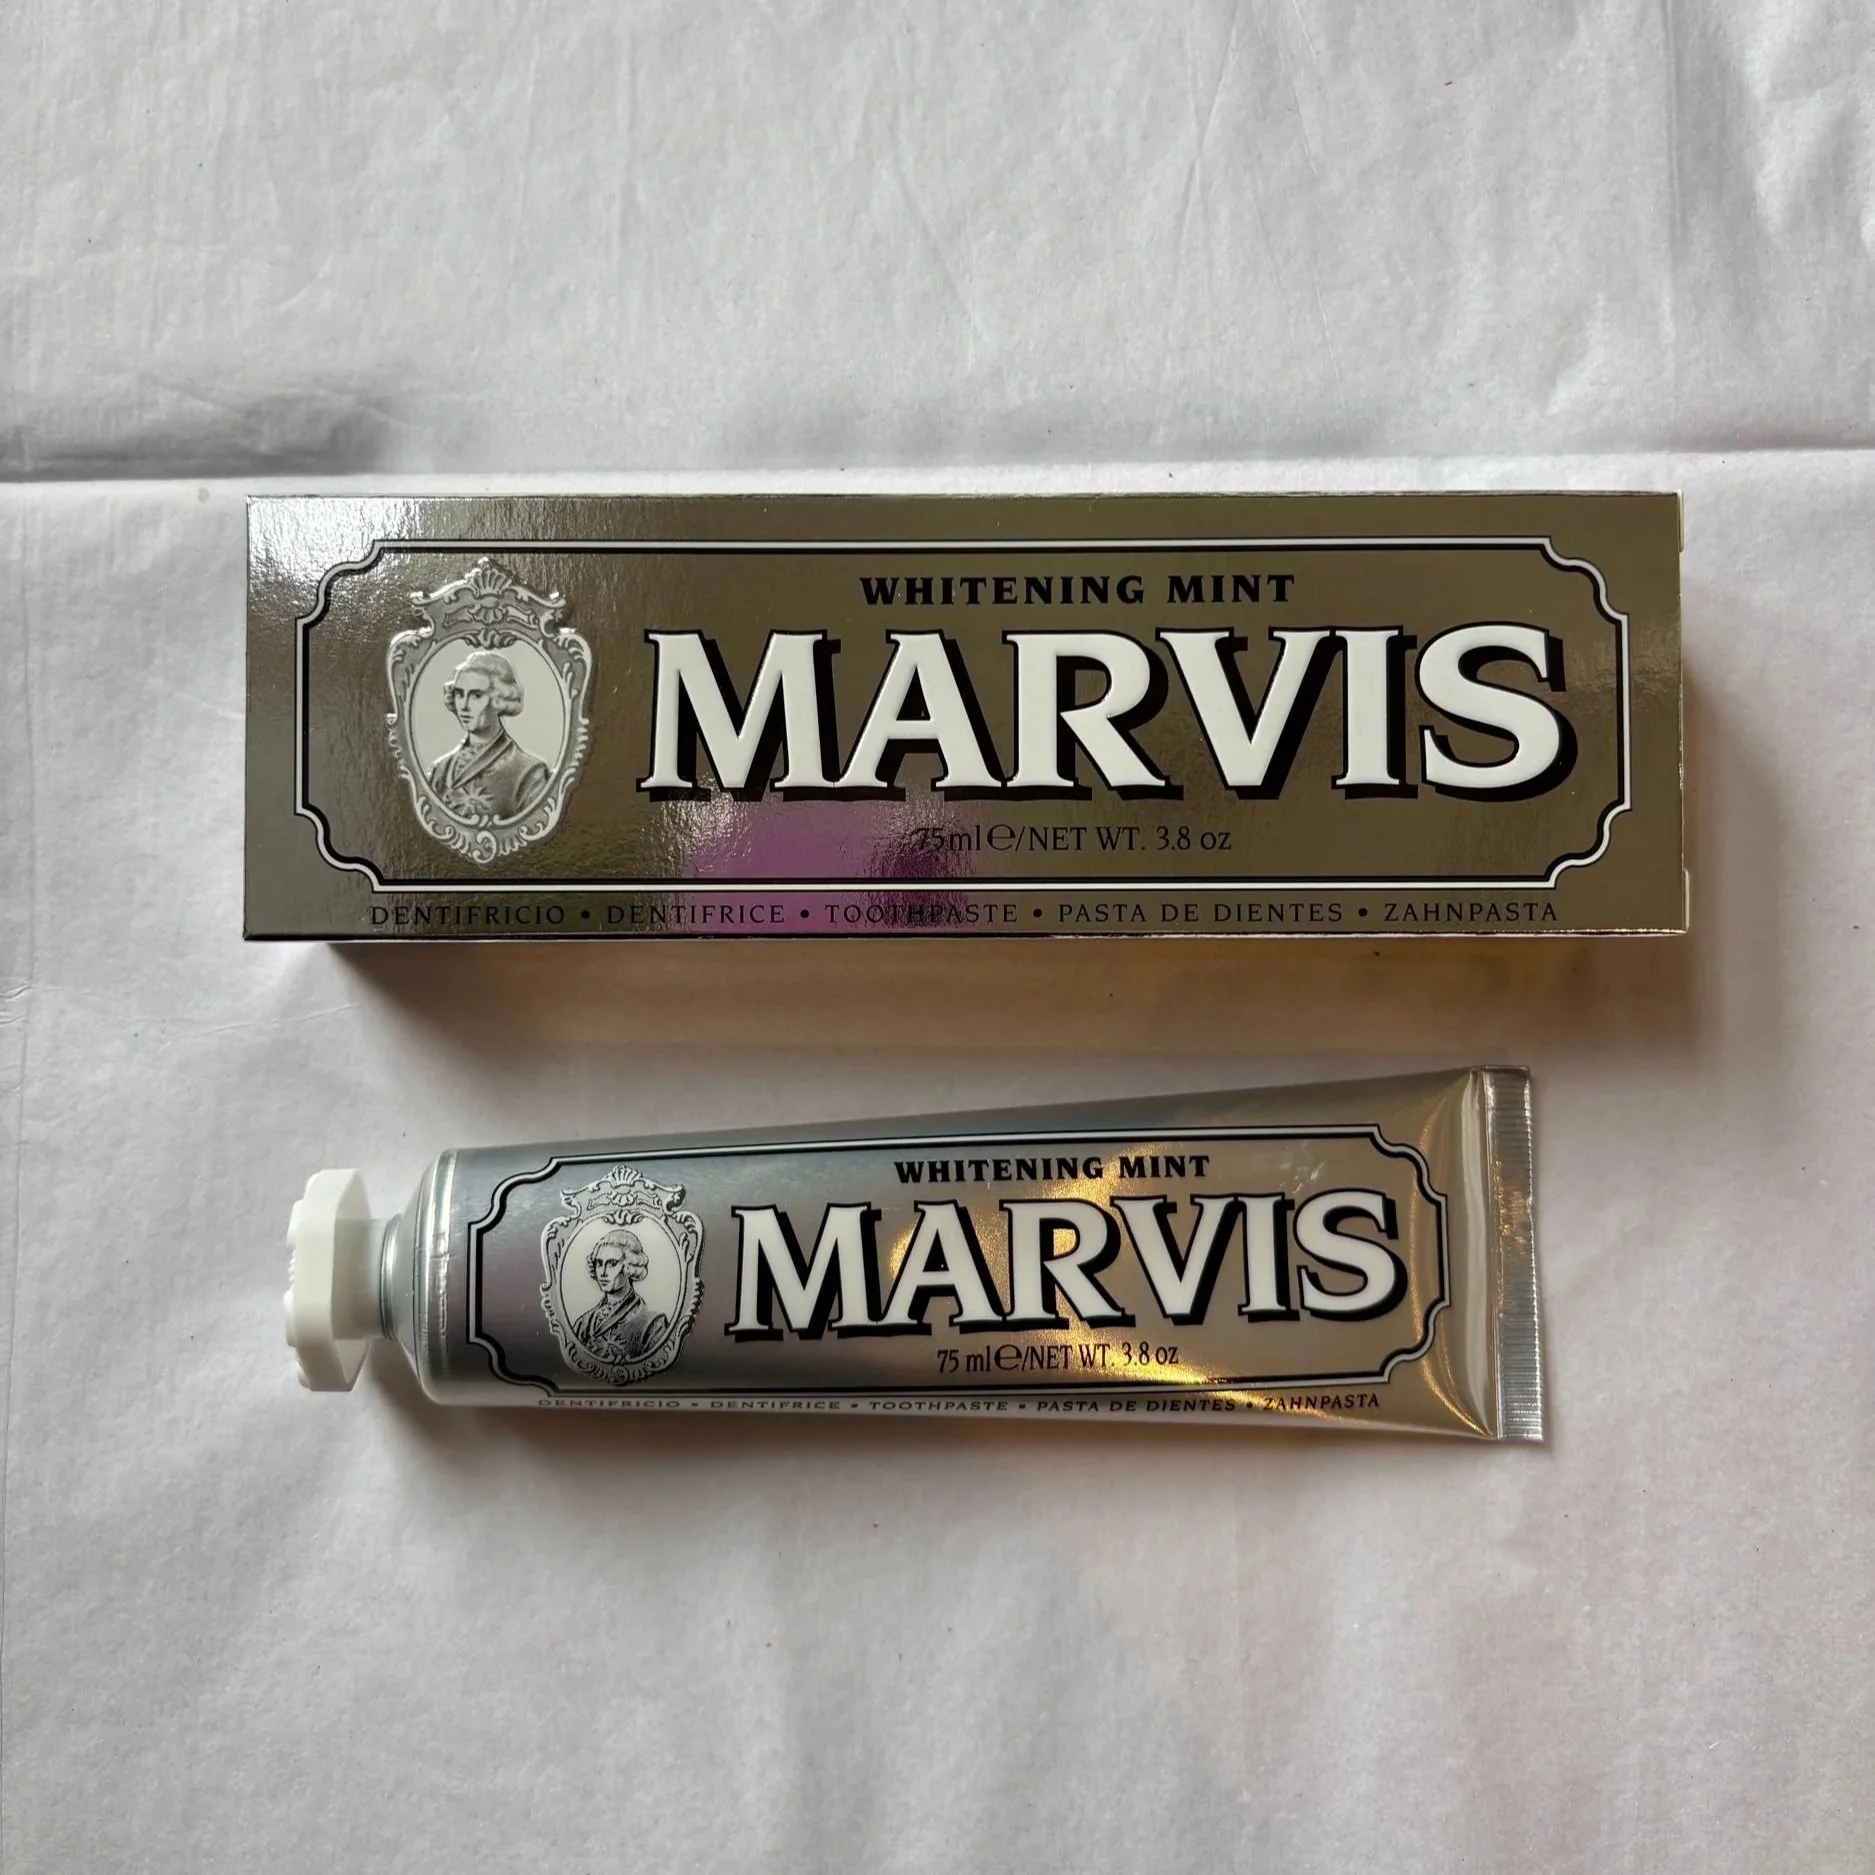 WHITENING MINT
MARVIS
75ml℮/NET WT. 3.8 oz
DENTIFRICIO • DENTIFRICE • TOOTHPASTE • PASTA DE DIENTES • ZAHNPASTA
WHITENING MINT
MARVIS
75 ml℮/NET WT. 3.8 oz
DENTIFRICIO • DENTIFRICE • TOOTHPASTE • PASTA DE DIENTES • ZAHNPASTA